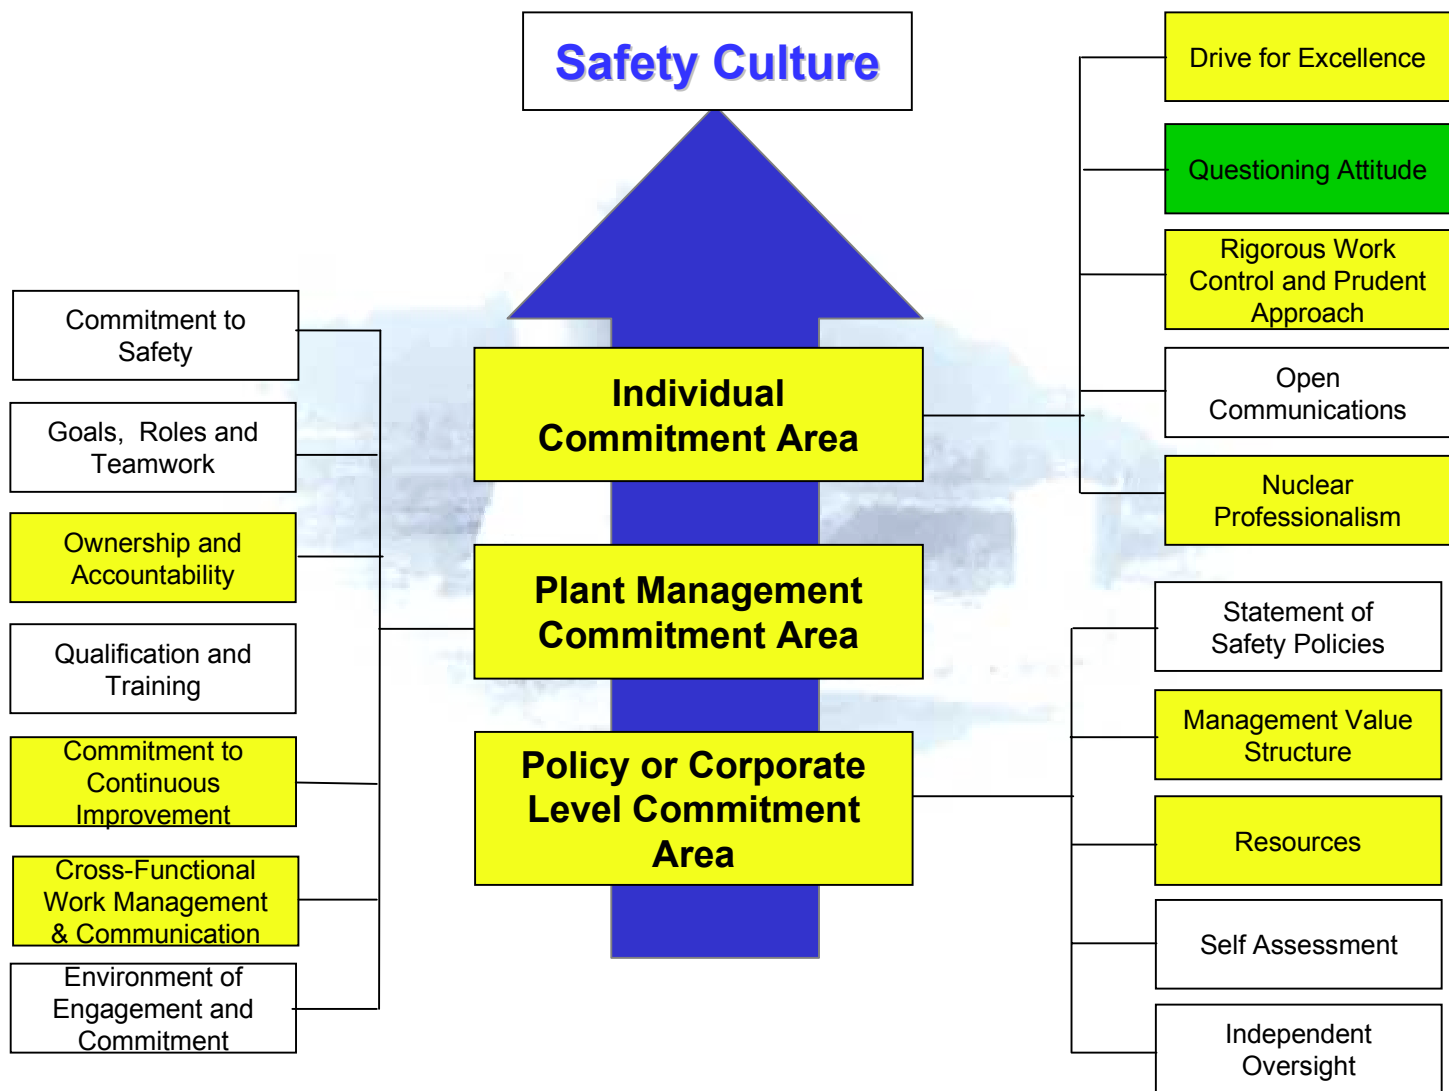 Safety Culture
Drive for Excellence
Questioning Attitude
Rigorous Work
Control and Prudent
Approach
Open
Communications
Nuclear
Professionalism
Individual
Commitment Area
Commitment to
Safety
Goals, Roles and
Teamwork
Ownership and
Accountability
Qualification and
Training
Commitment to
Continuous
Improvement
Cross-Functional
Work Management
& Communication
Environment of
Engagement and
Commitment
Plant Management
Commitment Area
Policy or Corporate
Level Commitment
Area
Statement of
Safety Policies
Management Value
Structure
Resources
Self Assessment
Independent
Oversight